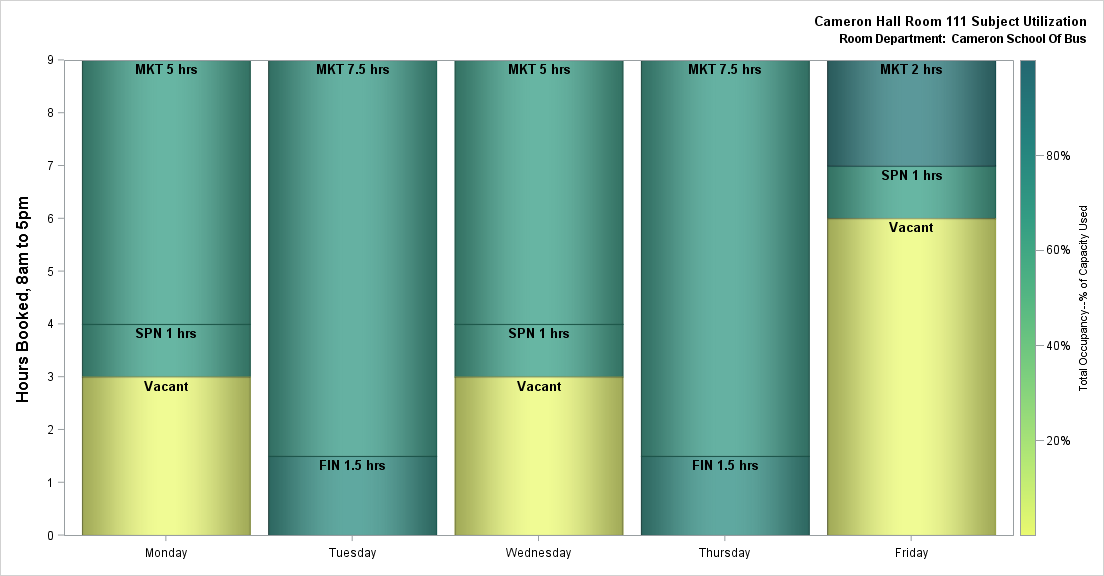 Cameron Hall Room 111 Subject Utilization
Room Department: Cameron School Of Bus
Hours Booked, 8am to 5pm
9
8
7
6
5
4
3
2
1
0
MKT 5 hrs
SPN 1 hrs
Vacant
MKT 7.5 hrs
FIN 1.5 hrs
MKT 5 hrs
SPN 1 hrs
Vacant
MKT 7.5 hrs
FIN 1.5 hrs
MKT 2 hrs
SPN 1 hrs
Vacant
Monday
Tuesday
Wednesday
Thursday
Friday
80%
60%
40%
20%
Total Occupancy--% of Capacity Used